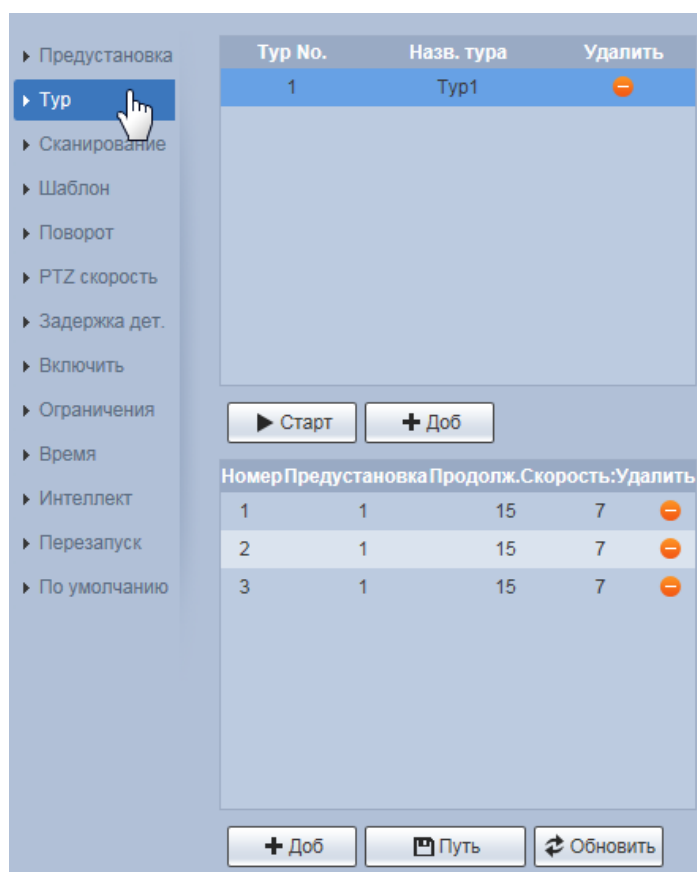 Предустановка
Тур
Сканирование
Шаблон
Поворот
PTZ скорость
Задержка дет.
Включить
Ограничения
Время
Интеллект
Перезапуск
По умолчанию
Тур No. Назв. тура Удалить
1 Тур1
Старт Доб
Номер Предустановка Продолж. Скорость: Удалить
1 1 15 7
2 1 15 7
3 1 15 7
Доб Путь Обновить